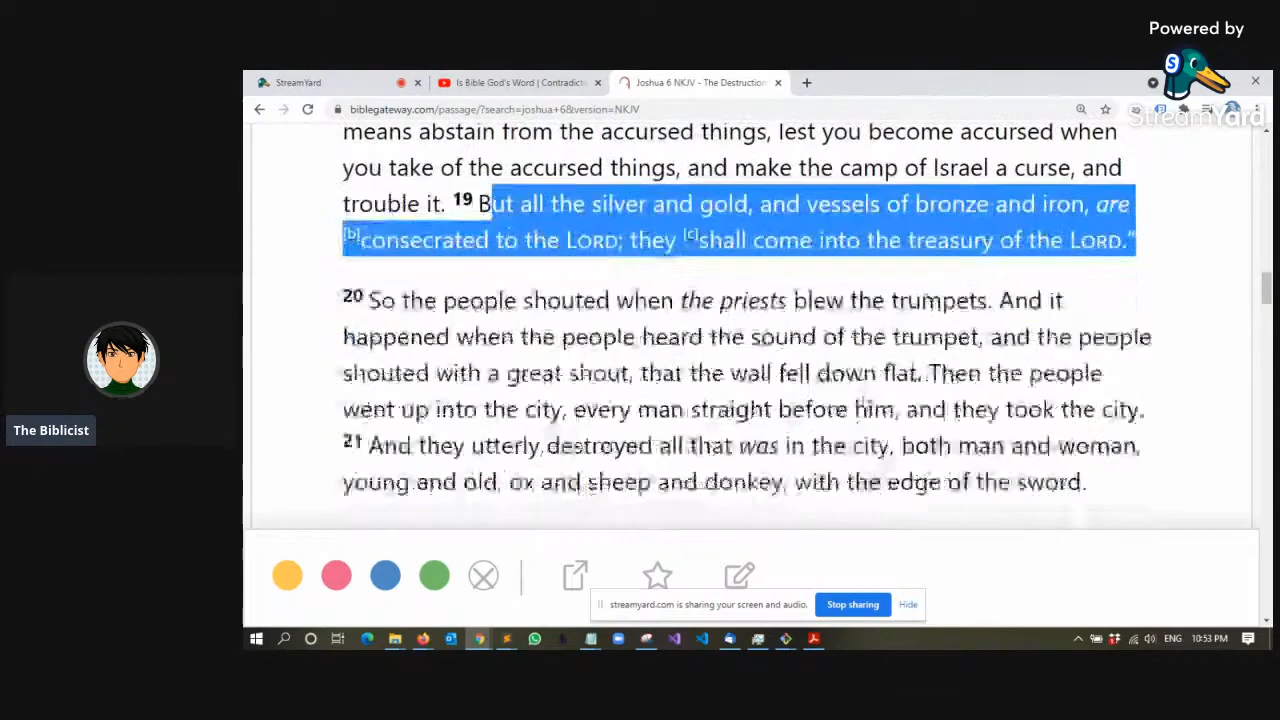 Powered by
StreamYard
StreamYard
Is Bible God's Word | Contradicti
Joshua 6 NKJV - The Destruction
biblegateway.com/passage/?search=joshua+6&version=NKJV
means abstain from the accursed things, lest you become accursed when
you take of the accursed things, and make the camp of Israel a curse, and
trouble it. 19 But all the silver and gold, and vessels of bronze and iron, are
[b]consecrated to the LORD; they [c]shall come into the treasury of the LORD."
20 So the people shouted when the priests blew the trumpets. And it
happened when the people heard the sound of the trumpet, and the people
shouted with a great shout, that the wall fell down flat. Then the people
went up into the city, every man straight before him, and they took the city.
21 And they utterly destroyed all that was in the city, both man and woman,
young and old, ox and sheep and donkey, with the edge of the sword.
The Biblicist
streamyard.com is sharing your screen and audio.
Stop sharing
Hide
ENG
10:53 PM